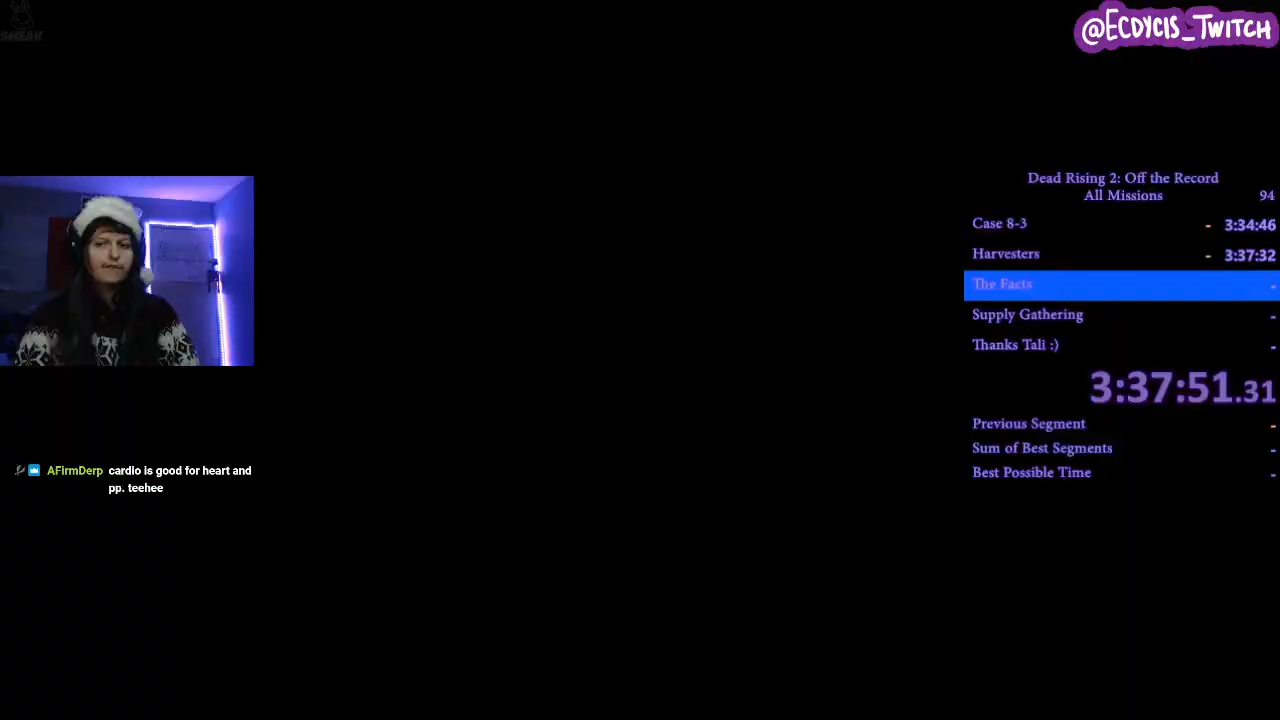 SNEAK
@ECDYCIS_TWITCH
Dead Rising 2: Off the Record
All Missions 94
Case 8-3 - 3:34:46
Harvesters - 3:37:32
The Facts -
Supply Gathering -
Thanks Tali :) -
3:37:51.31
Previous Segment -
Sum of Best Segments -
Best Possible Time -
AFirmDerp cardio is good for heart and
pp. teehee